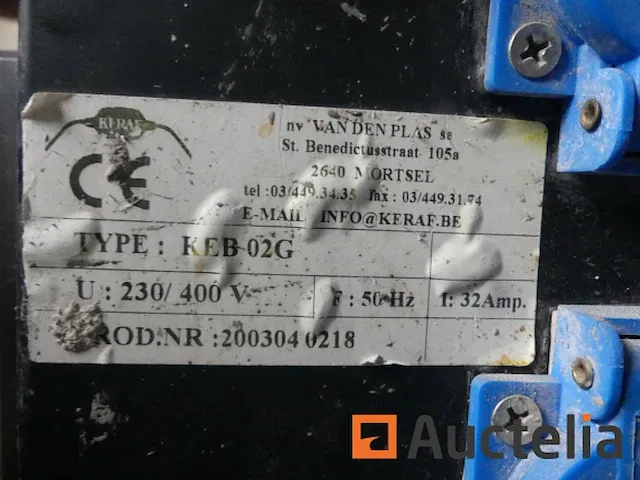 KERAF
nv VAN DEN PLAS se
St. Benedictusstraat 105a
2640 MORTSEL
tel :03/449.34.35 fax : 03/449.31.74
E-MAIL INFO@KERAF.BE
CE
TYPE : KEB 02G
U : 230/ 400 V F : 50 Hz I: 32Amp.
ROD.NR :200304 0218
Auctelia